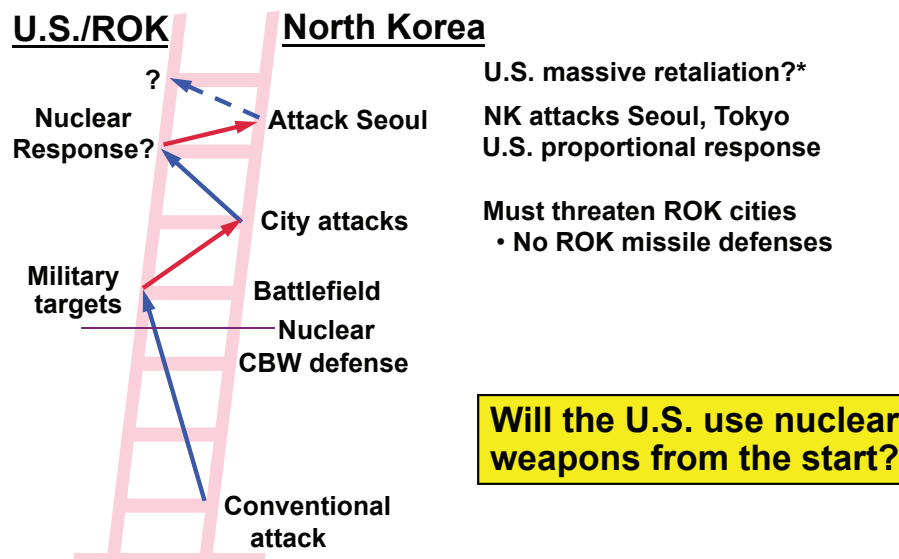 U.S./ROK
North Korea
?
U.S. massive retaliation?*
Nuclear
Response?
Attack Seoul
NK attacks Seoul, Tokyo
U.S. proportional response
City attacks
Must threaten ROK cities
• No ROK missile defenses
Military
targets
Battlefield
Nuclear
CBW defense
Will the U.S. use nuclear
weapons from the start?
Conventional
attack